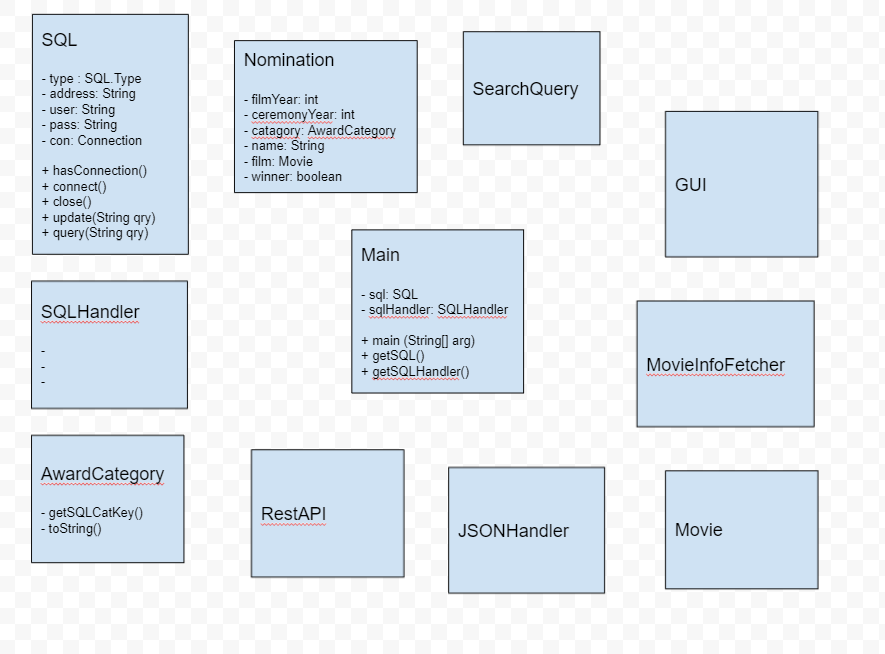 SQL
- type : SQL.Type
- address: String
- user: String
- pass: String
- con: Connection
+ hasConnection()
+ connect()
+ close()
+ update(String qry)
+ query(String qry)
Nomination
- filmYear: int
- ceremonyYear: int
- catagory: AwardCategory
- name: String
- film: Movie
- winner: boolean
SearchQuery
GUI
Main
- sql: SQL
- sqlHandler: SQLHandler
+ main (String[] arg)
+ getSQL()
+ getSQLHandler()
SQLHandler
-
-
-
MovieInfoFetcher
AwardCategory
- getSQLCatKey()
- toString()
RestAPI
JSONHandler
Movie